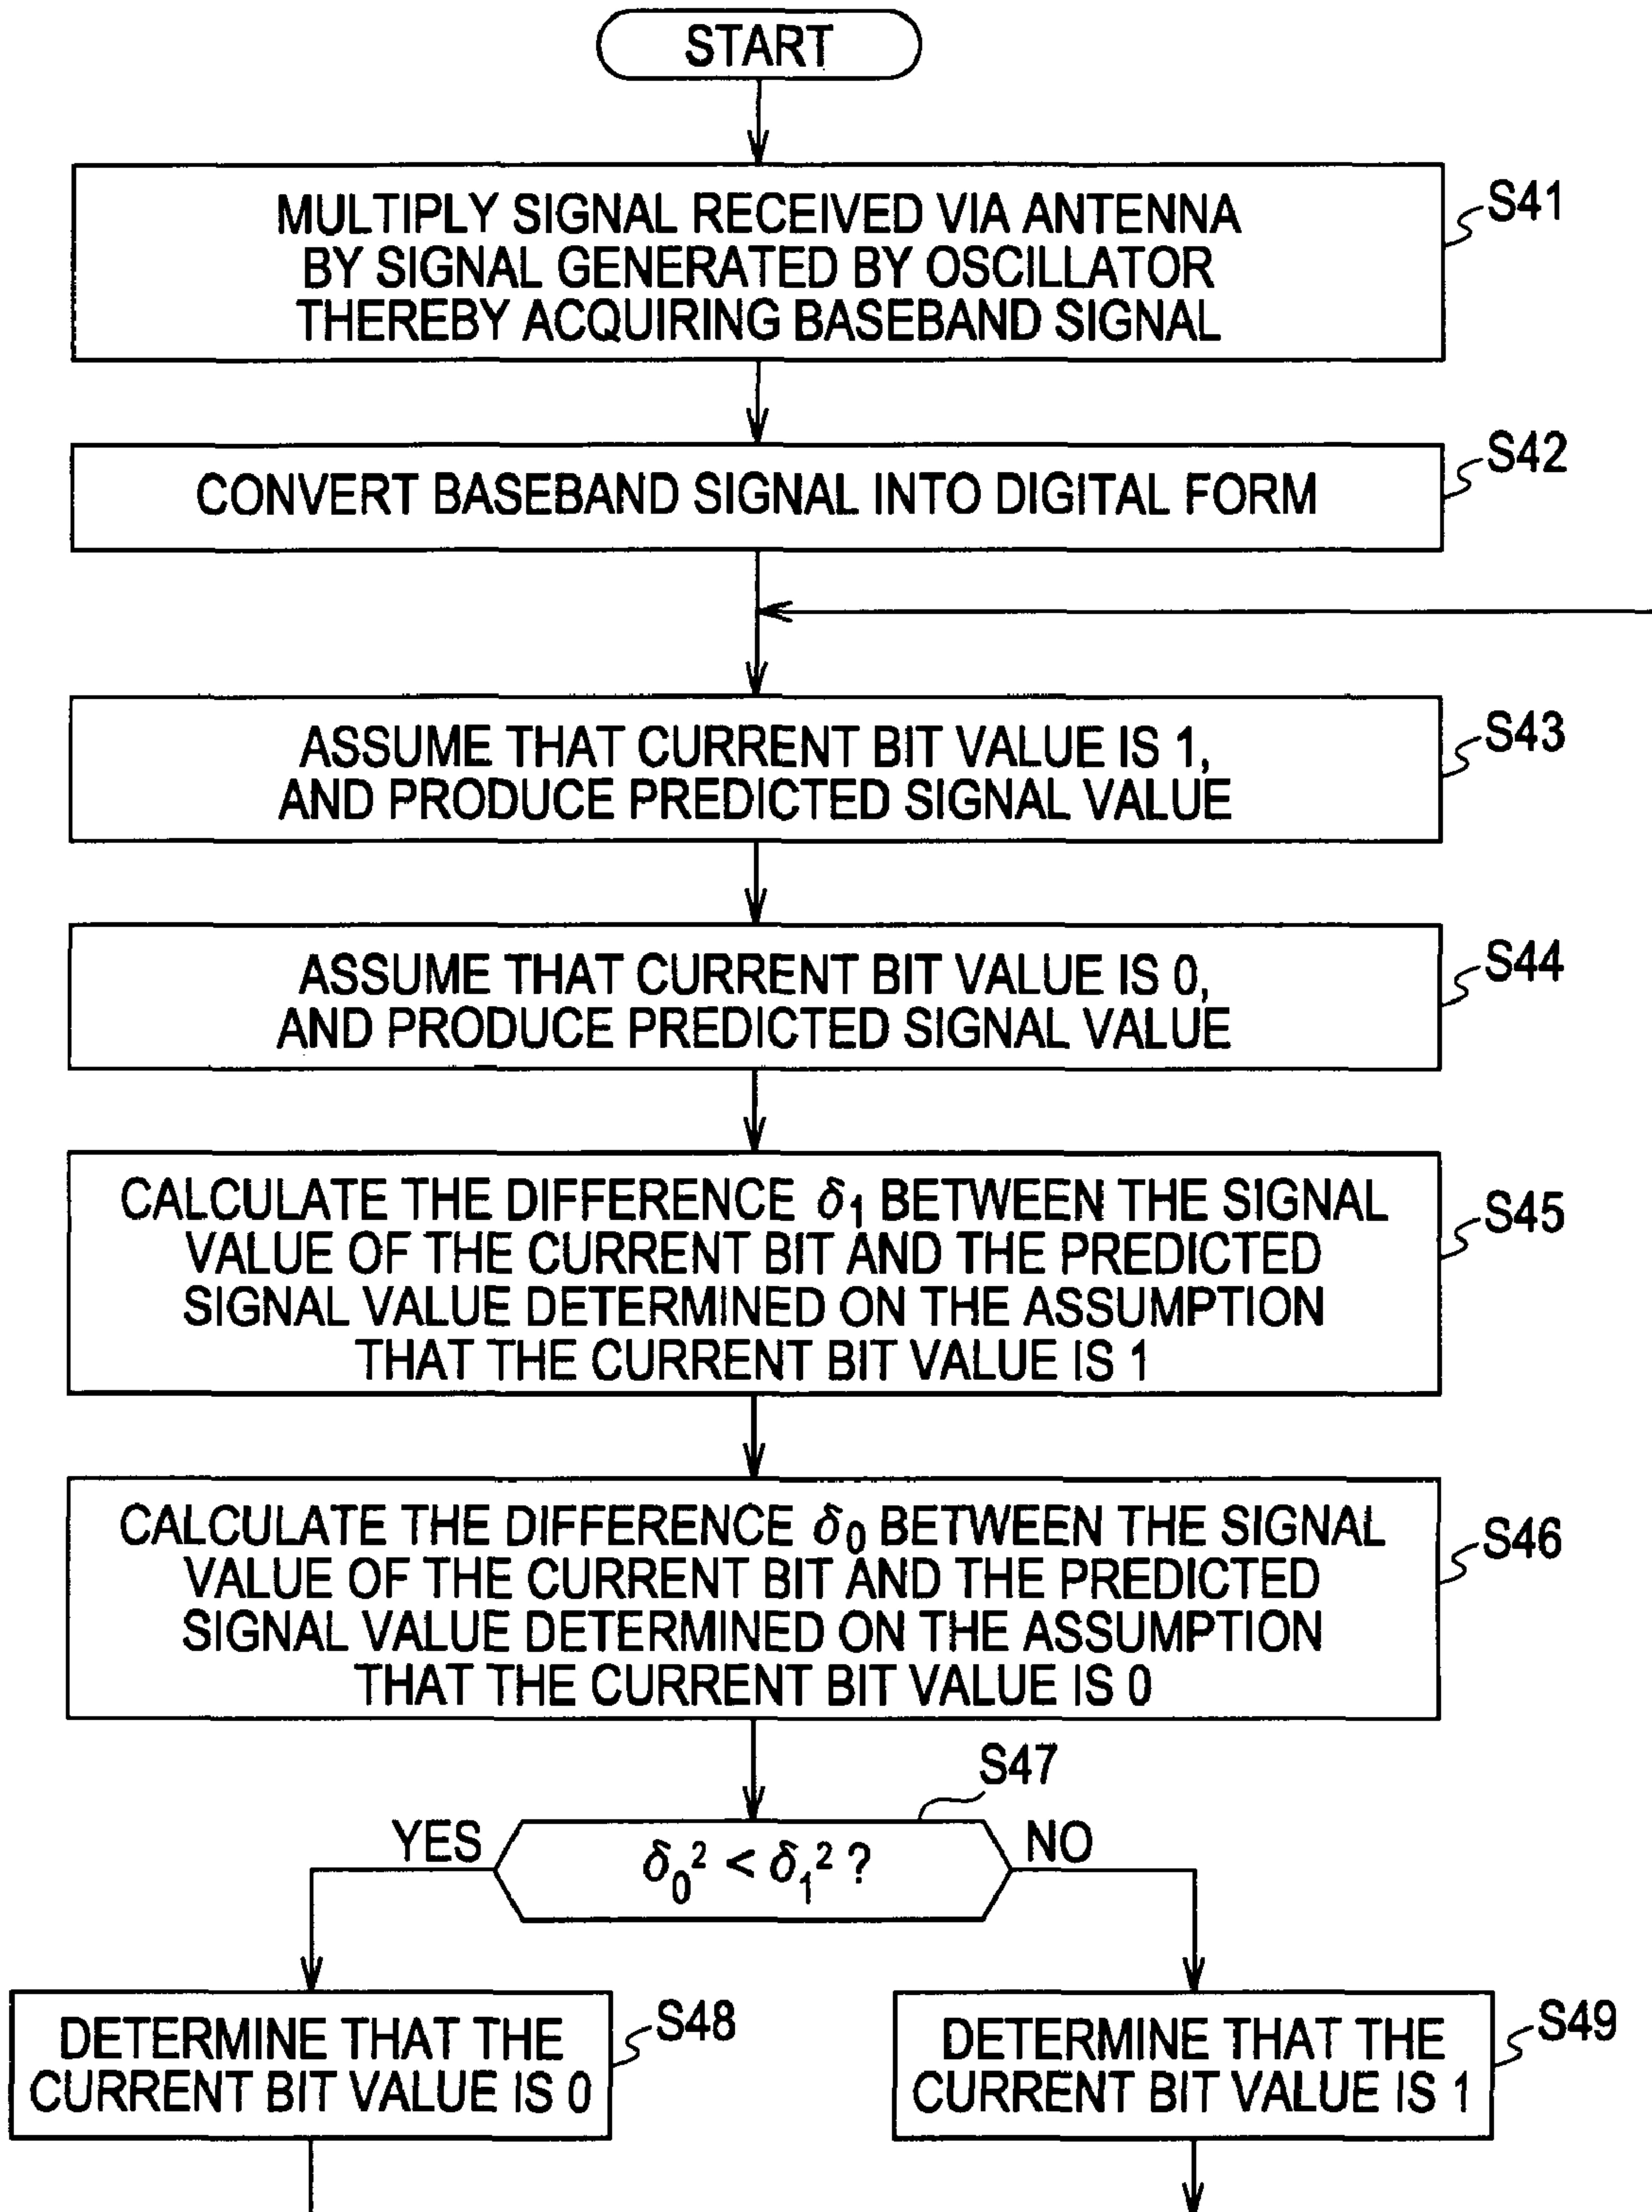 START
MULTIPLY SIGNAL RECEIVED VIA ANTENNA
BY SIGNAL GENERATED BY OSCILLATOR
THEREBY ACQUIRING BASEBAND SIGNAL
S41
CONVERT BASEBAND SIGNAL INTO DIGITAL FORM
S42
ASSUME THAT CURRENT BIT VALUE IS 1,
AND PRODUCE PREDICTED SIGNAL VALUE
S43
ASSUME THAT CURRENT BIT VALUE IS 0,
AND PRODUCE PREDICTED SIGNAL VALUE
S44
CALCULATE THE DIFFERENCE δ₁ BETWEEN THE SIGNAL
VALUE OF THE CURRENT BIT AND THE PREDICTED
SIGNAL VALUE DETERMINED ON THE ASSUMPTION
THAT THE CURRENT BIT VALUE IS 1
S45
CALCULATE THE DIFFERENCE δ₀ BETWEEN THE SIGNAL
VALUE OF THE CURRENT BIT AND THE PREDICTED
SIGNAL VALUE DETERMINED ON THE ASSUMPTION
THAT THE CURRENT BIT VALUE IS 0
S46
S47
YES
δ₀² < δ₁² ?
NO
DETERMINE THAT THE
CURRENT BIT VALUE IS 0
S48
DETERMINE THAT THE
CURRENT BIT VALUE IS 1
S49